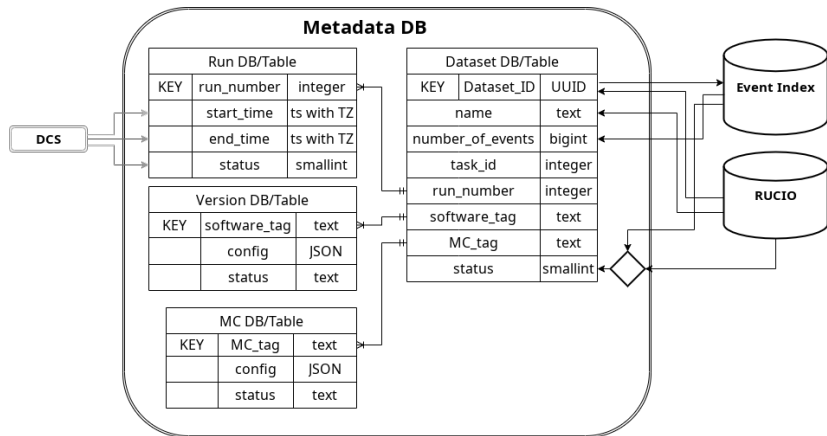 Metadata DB
Run DB/Table
KEY run_number integer
start_time ts with TZ
end_time ts with TZ
status smallint
Version DB/Table
KEY software_tag text
config JSON
status text
MC DB/Table
KEY MC_tag text
config JSON
status text
Dataset DB/Table
KEY Dataset_ID UUID
name text
number_of_events bigint
task_id integer
run_number integer
software_tag text
MC_tag text
status smallint
DCS
Event Index
RUCIO